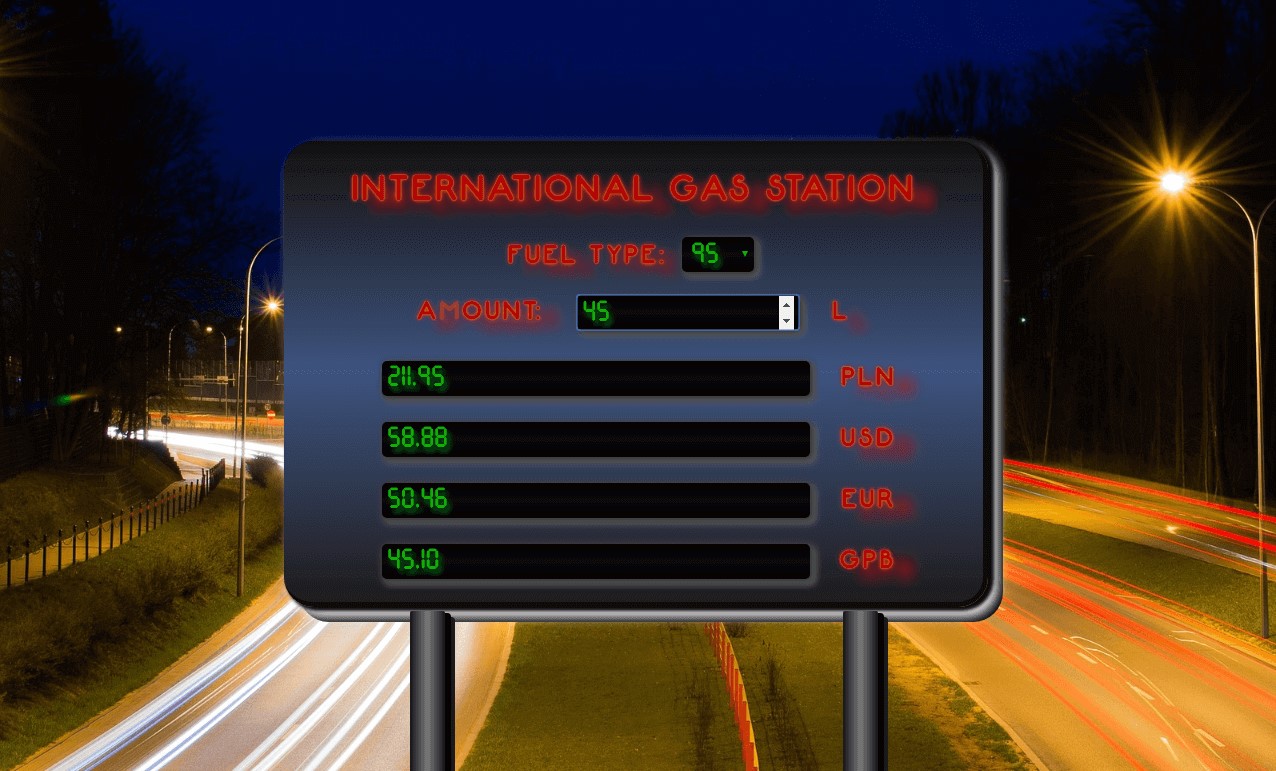 INTERNATIONAL GAS STATION
FUEL TYPE: 95
AMOUNT: 45 L
211.95 PLN
58.88 USD
50.46 EUR
45.10 GPB